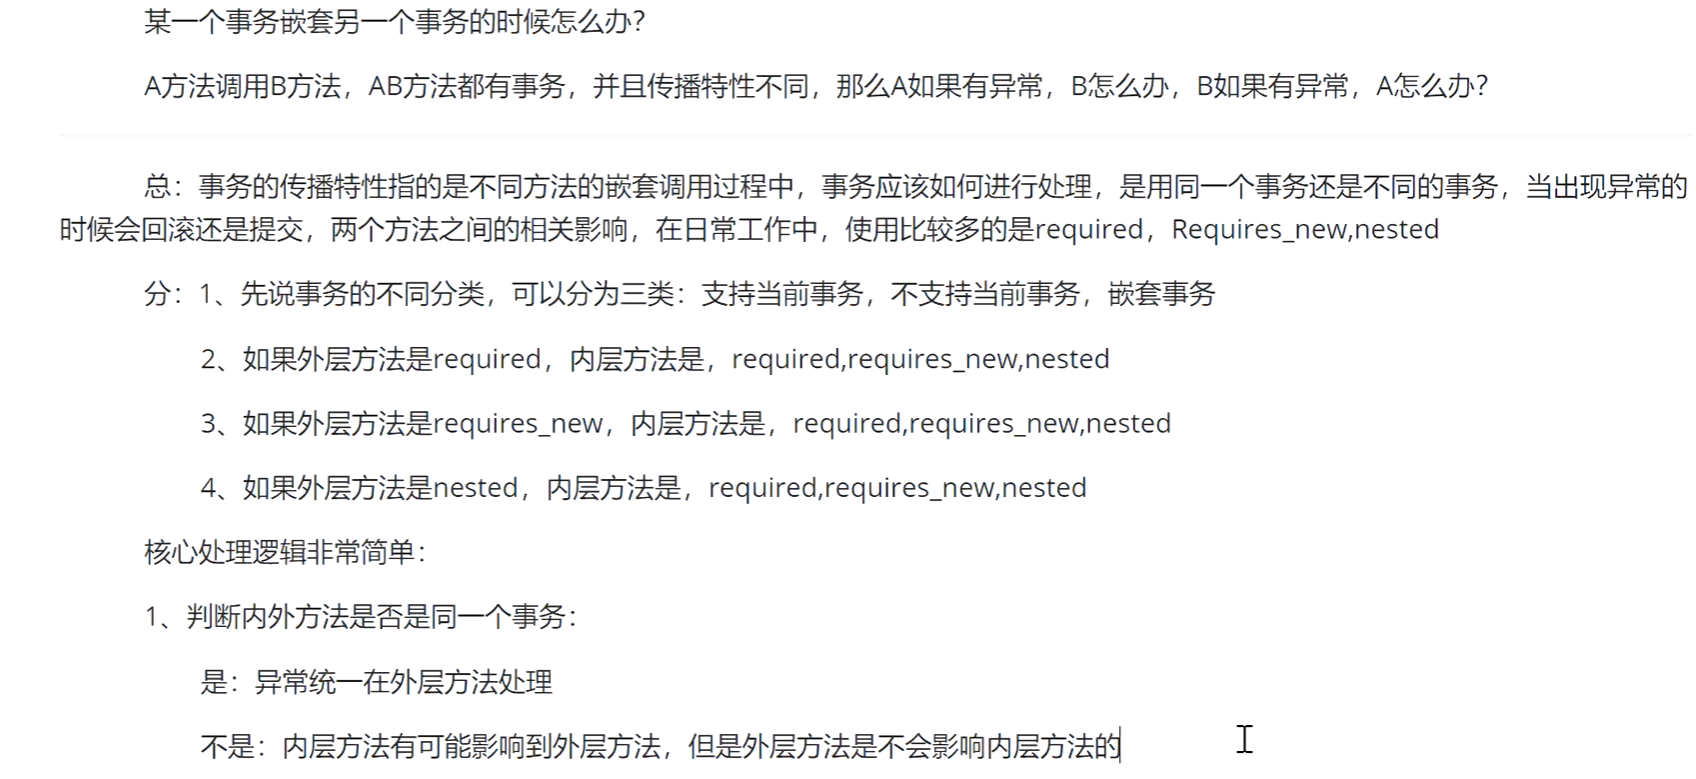 某一个事务嵌套另一个事务的时候怎么办？
A方法调用B方法，AB方法都有事务，并且传播特性不同，那么A如果有异常，B怎么办，B如果有异常，A怎么办？
总：事务的传播特性指的是不同方法的嵌套调用过程中，事务应该如何进行处理，是用同一个事务还是不同的事务，当出现异常的
时候会回滚还是提交，两个方法之间的相关影响，在日常工作中，使用比较多的是required，Requires_new,nested
分：1、先说事务的不同分类，可以分为三类：支持当前事务，不支持当前事务，嵌套事务
2、如果外层方法是required，内层方法是，required,requires_new,nested
3、如果外层方法是requires_new，内层方法是，required,requires_new,nested
4、如果外层方法是nested，内层方法是，required,requires_new,nested
核心处理逻辑非常简单：
1、判断内外方法是否是同一个事务：
是：异常统一在外层方法处理
不是：内层方法有可能影响到外层方法，但是外层方法是不会影响内层方法的